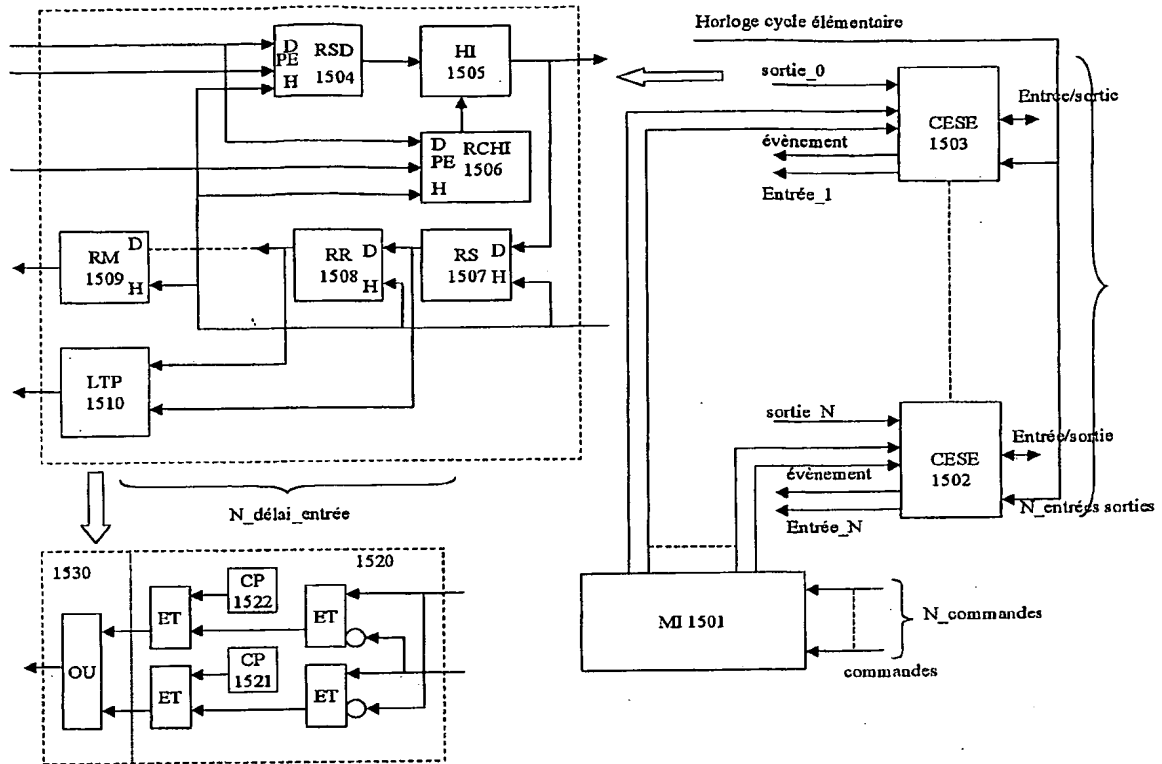 D
PE
H
RSD
1504
HI
1505
D
PE
H
RCHI
1506
RM
1509
D
H
RR
1508
D
H
RS
1507
D
H
LTP
1510
N_délai_entrée
1530
1520
OU
ET
CP
1522
ET
ET
CP
1521
ET
Horloge cycle élémentaire
sortie_0
CESE
1503
Entrée/sortie
évènement
Entrée_1
sortie_N
CESE
1502
Entrée/sortie
évènement
Entrée_N
N_entrées sorties
MI 1501
N_commandes
commandes